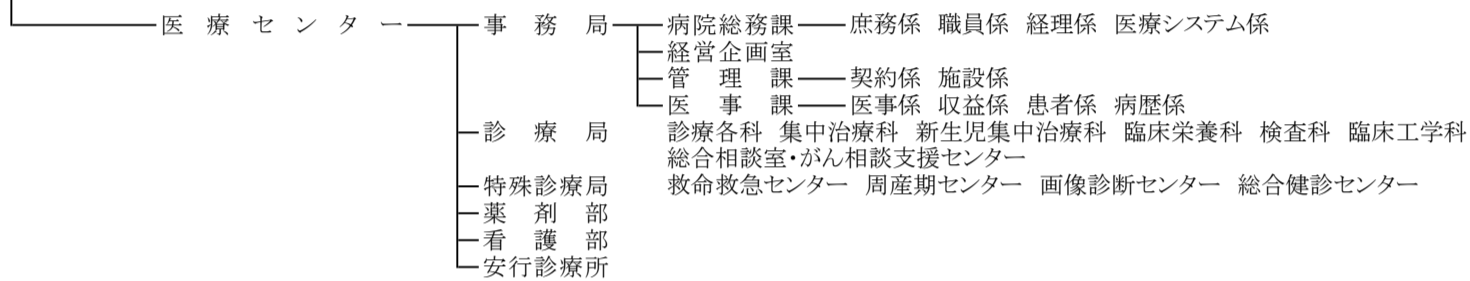 医療センター 事務局 病院総務課 庶務係 職員係 経理係 医療システム係
経営企画室
管理課 契約係 施設係
医事課 医事係 収益係 患者係 病歴係
診療局 診療各科 集中治療科 新生児集中治療科 臨床栄養科 検査科 臨床工学科
総合相談室・がん相談支援センター
特殊診療局 救命救急センター 周産期センター 画像診断センター 総合健診センター
薬剤部
看護部
安行診療所